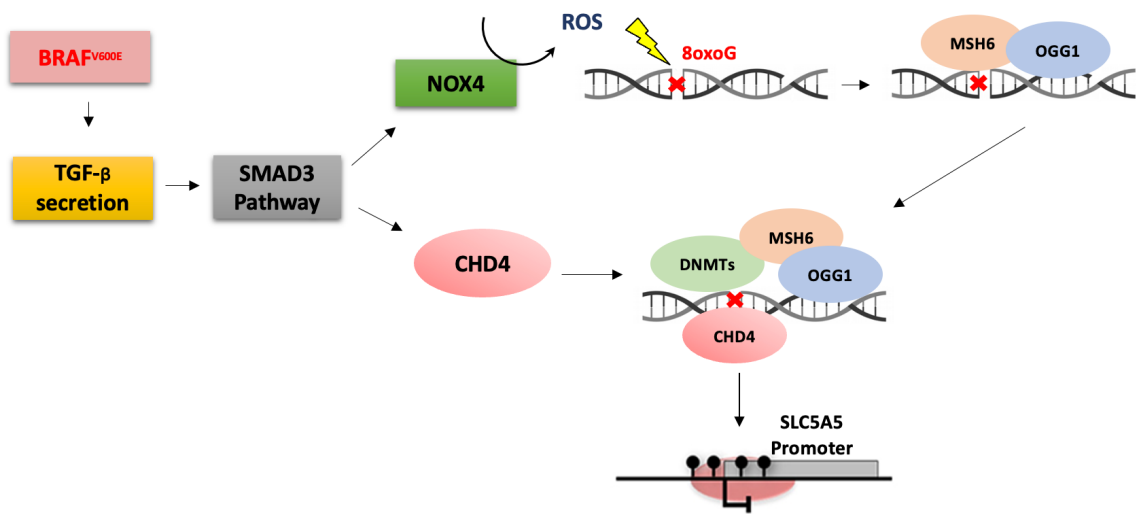 BRAFV600E
TGF-β
secretion
SMAD3
Pathway
NOX4
ROS
8oxoG
MSH6
OGG1
CHD4
DNMTs
MSH6
OGG1
CHD4
SLC5A5
Promoter